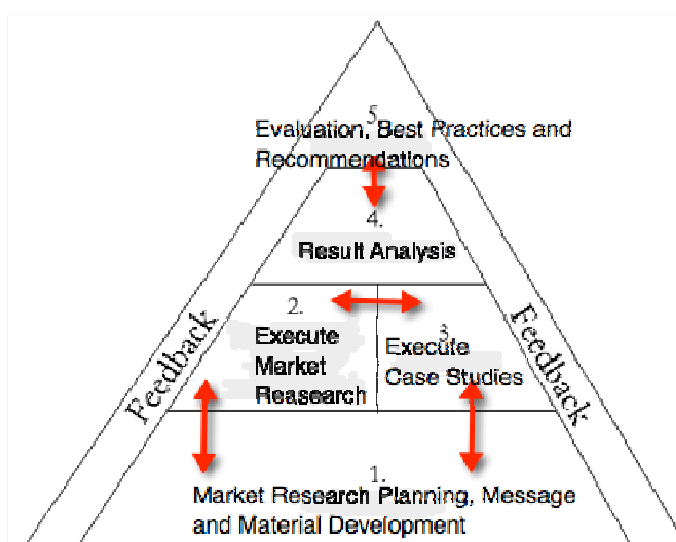 5.
Evaluation, Best Practices and
Recommendations
4.
Result Analysis
2.
Execute
Market
Reasearch
3.
Execute
Case Studies
Feedback
Feedback
1.
Market Research Planning, Message
and Material Development